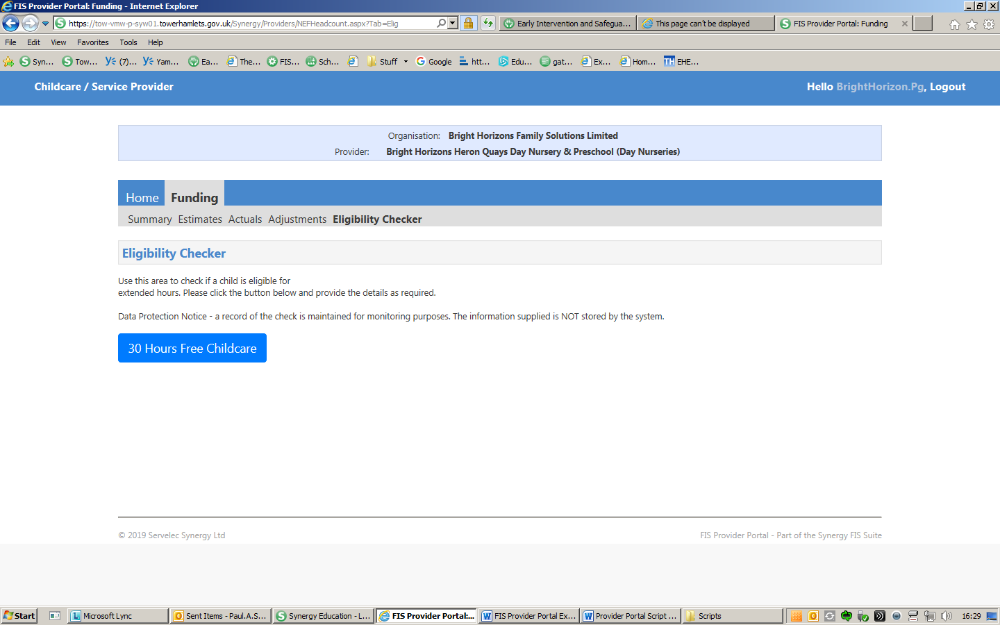 FIS Provider Portal: Funding - Internet Explorer
https://tow-vmw-p-syw01.towerhamlets.gov.uk/Synergy/Providers/NEFHeadcount.aspx?Tab=Elig
Early Intervention and Safegua...
This page can't be displayed
FIS Provider Portal: Funding
File Edit View Favorites Tools Help
Syn... Tow... (7)... Yam... Ea... The... FIS... Sch... Stuff Google htt... Edu... gat... Ex... Hom... TH EHE...
Childcare / Service Provider
Hello BrightHorizon.Pg, Logout
Organisation: Bright Horizons Family Solutions Limited
Provider: Bright Horizons Heron Quays Day Nursery & Preschool (Day Nurseries)
Home Funding
Summary Estimates Actuals Adjustments Eligibility Checker
Eligibility Checker
Use this area to check if a child is eligible for
extended hours. Please click the button below and provide the details as required.
Data Protection Notice - a record of the check is maintained for monitoring purposes. The information supplied is NOT stored by the system.
30 Hours Free Childcare
© 2019 Servelec Synergy Ltd
FIS Provider Portal - Part of the Synergy FIS Suite
Start Microsoft Lync Sent Items - Paul.A.S... Synergy Education - L... FIS Provider Portal:... FIS Provider Portal Ex... Provider Portal Script ... Scripts 16:29